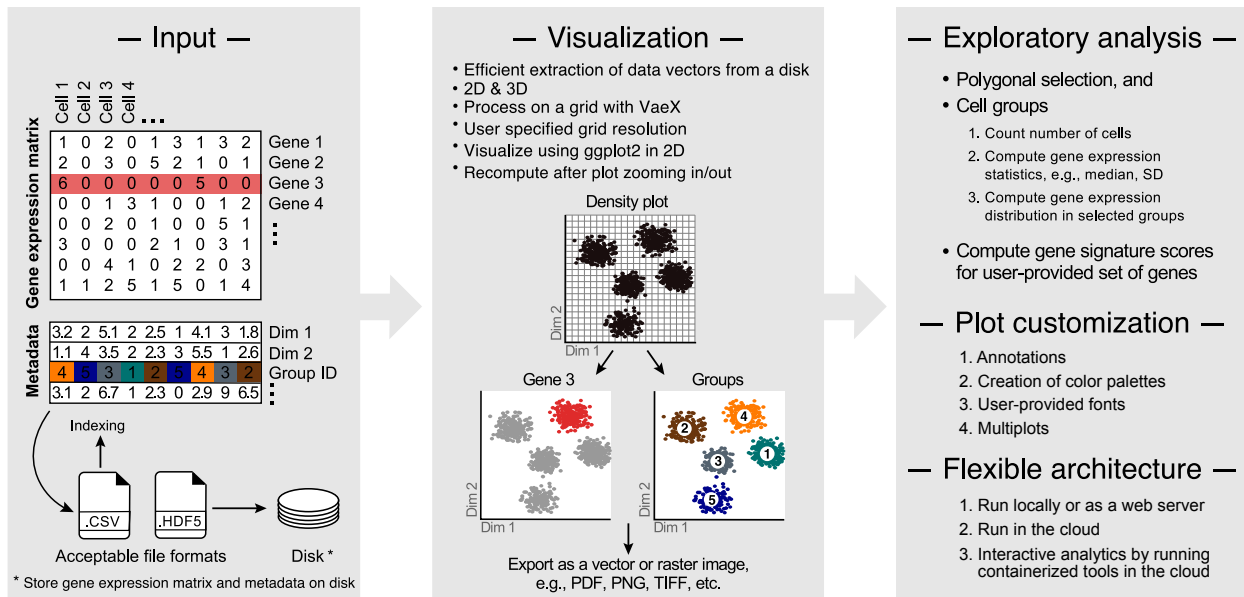 — Input —
Cell 1
Cell 2
Cell 3
Cell 4
...
Gene expression matrix
1 0 2 0 1 3 1 3 2 Gene 1
2 0 3 0 5 2 1 0 1 Gene 2
6 0 0 0 0 0 5 0 0 Gene 3
0 0 1 3 1 0 0 1 2 Gene 4
0 0 2 0 1 0 0 5 1
3 0 0 0 2 1 0 3 1
0 0 4 1 0 2 2 0 3
1 1 2 5 1 5 0 1 4
Metadata
3.2 2 5.1 2 2.5 1 4.1 3 1.8 Dim 1
1.1 4 3.5 2 2.3 3 5.5 1 2.6 Dim 2
4 5 3 1 2 5 4 3 2 Group ID
3.1 2 6.7 1 2.3 0 2.9 9 6.5
Indexing
.CSV
.HDF5
Acceptable file formats
Disk *
* Store gene expression matrix and metadata on disk
— Visualization —
• Efficient extraction of data vectors from a disk
• 2D & 3D
• Process on a grid with VaeX
• User specified grid resolution
• Visualize using ggplot2 in 2D
• Recompute after plot zooming in/out
Density plot
Dim 2
Dim 1
Gene 3
Dim 2
Dim 1
Groups
4
2
1
3
5
Dim 2
Dim 1
Export as a vector or raster image,
e.g., PDF, PNG, TIFF, etc.
— Exploratory analysis —
• Polygonal selection, and
• Cell groups
1. Count number of cells
2. Compute gene expression
statistics, e.g., median, SD
3. Compute gene expression
distribution in selected groups
• Compute gene signature scores
for user-provided set of genes
— Plot customization —
1. Annotations
2. Creation of color palettes
3. User-provided fonts
4. Multiplots
— Flexible architecture —
1. Run locally or as a web server
2. Run in the cloud
3. Interactive analytics by running
containerized tools in the cloud